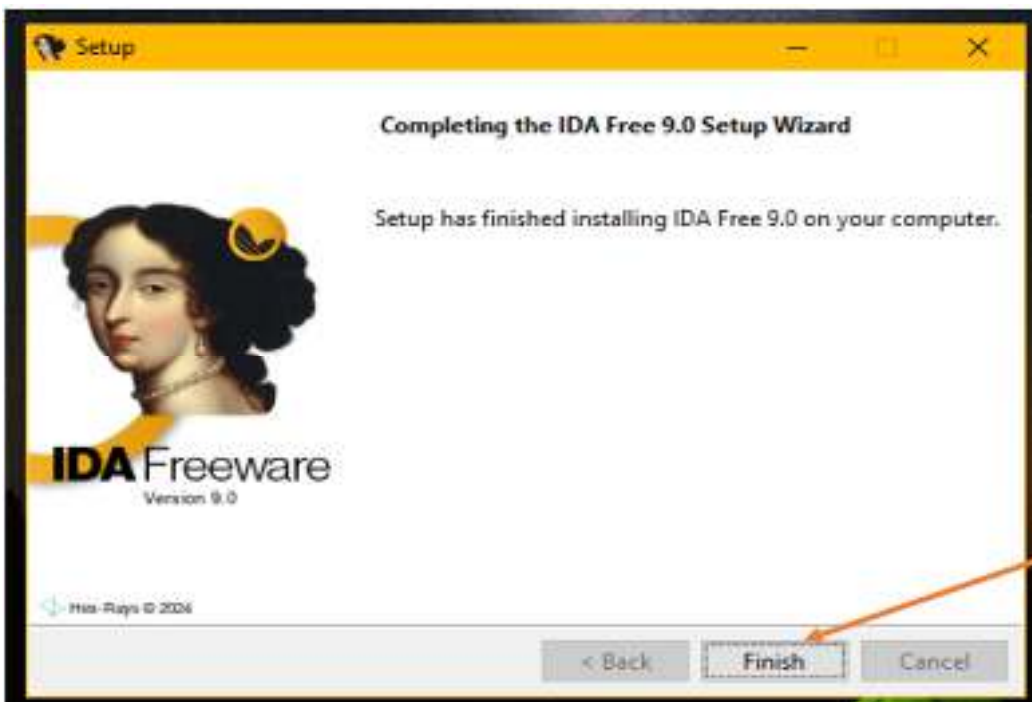 Setup
Completing the IDA Free 9.0 Setup Wizard
Setup has finished installing IDA Free 9.0 on your computer.
IDA Freeware
Version 9.0
Hex-Rays © 2024
< Back
Finish
Cancel